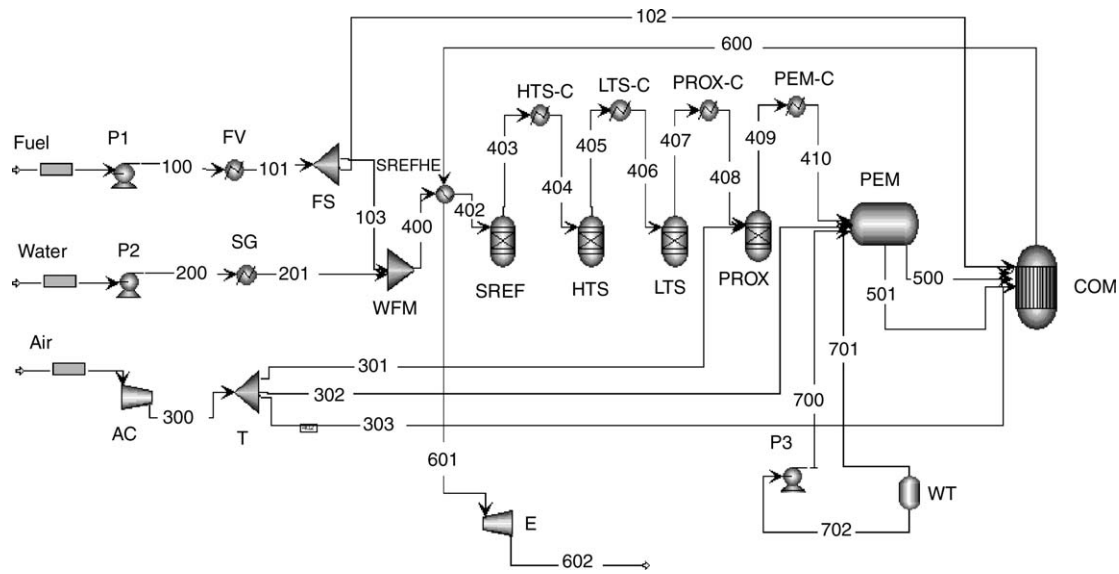 102
600
HTS-C
LTS-C
PROX-C
PEM-C
Fuel
P1
FV
100
101
FS
SREFHE
403
405
407
409
410
404
406
408
103
400
402
PEM
Water
P2
SG
200
201
WFM
SREF
HTS
LTS
PROX
500
501
COM
Air
301
302
303
300
AC
T
700
701
P3
601
E
WT
702
602